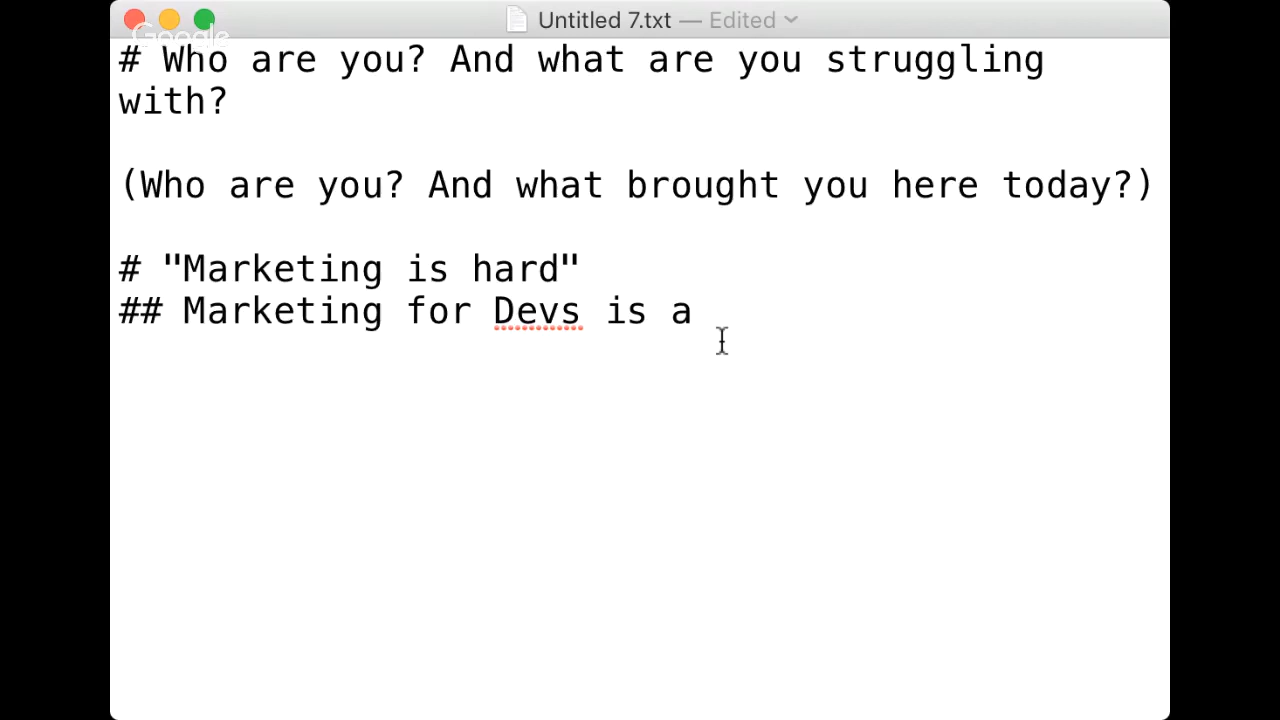 Untitled 7.txt — Edited
Google
# Who are you? And what are you struggling
with?
(Who are you? And what brought you here today?)
# "Marketing is hard"
## Marketing for Devs is a